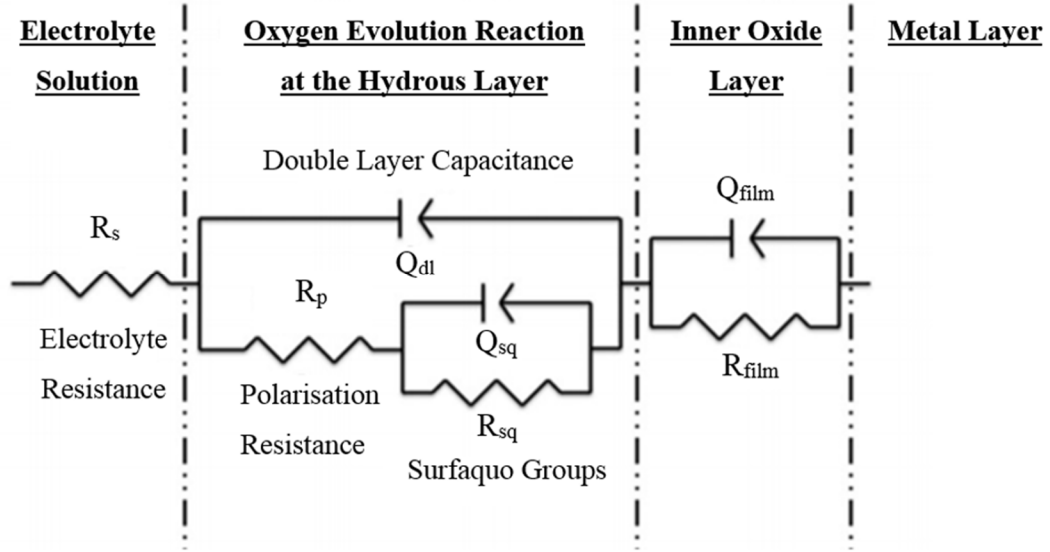 Electrolyte
Solution
Oxygen Evolution Reaction
at the Hydrous Layer
Inner Oxide
Layer
Metal Layer
Double Layer Capacitance
Qdl
Rs
Electrolyte
Resistance
Rp
Polarisation
Resistance
Qsq
Rsq
Surfaquo Groups
Qfilm
Rfilm